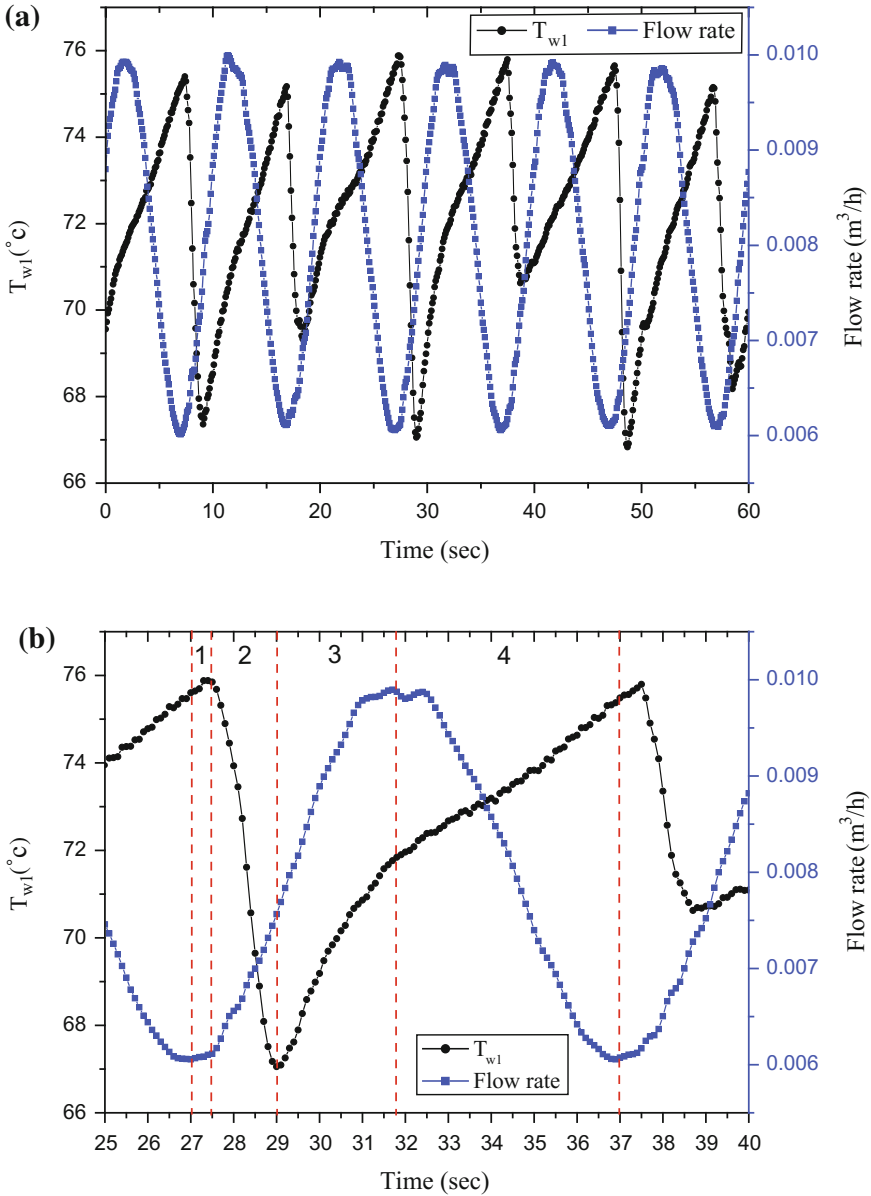 (a)
T_w1 Flow rate
76
74
72
70
68
66
T_w1(°c)
0.010
0.009
0.008
0.007
0.006
Flow rate (m³/h)
0 10 20 30 40 50 60
Time (sec)
(b)
1 2 3 4
76
74
72
70
68
66
T_w1(°c)
0.010
0.009
0.008
0.007
0.006
Flow rate (m³/h)
T_w1
Flow rate
25 26 27 28 29 30 31 32 33 34 35 36 37 38 39 40
Time (sec)